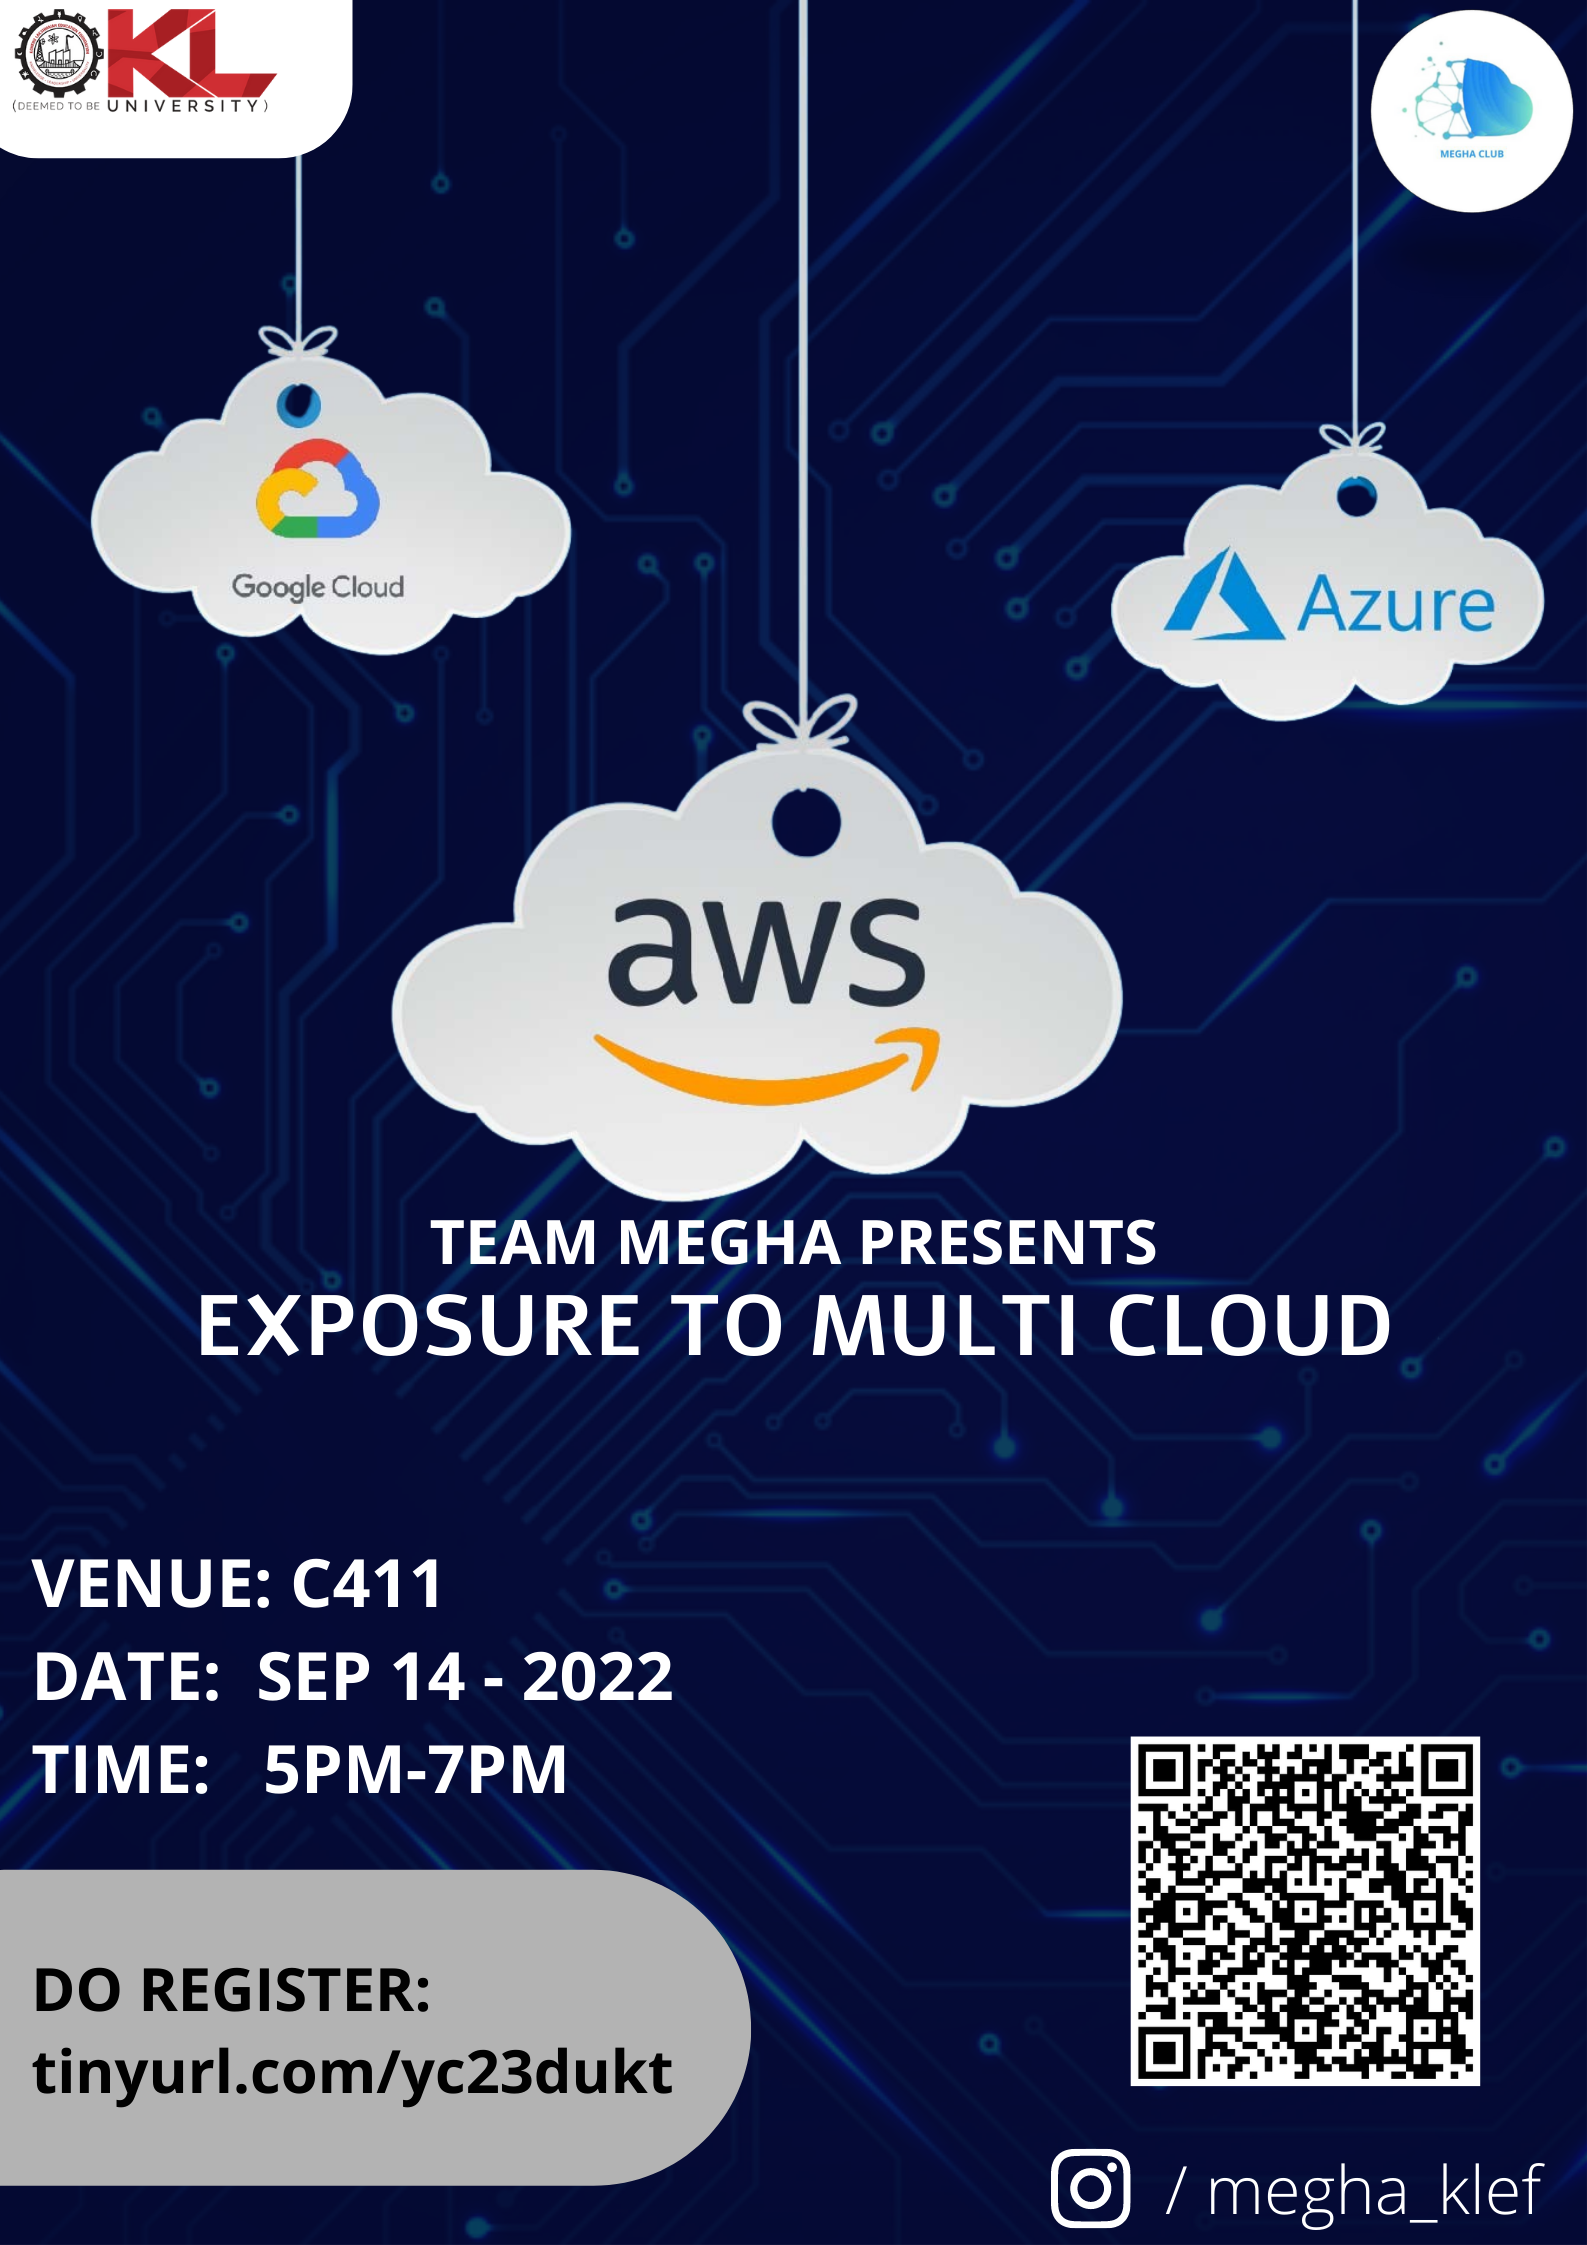 KL
(DEEMED TO BE UNIVERSITY)
MEGHA CLUB
Google Cloud
Azure
aws
TEAM MEGHA PRESENTS
EXPOSURE TO MULTI CLOUD
VENUE: C411
DATE: SEP 14 - 2022
TIME: 5PM-7PM
DO REGISTER:
tinyurl.com/yc23dukt
/ megha_klef